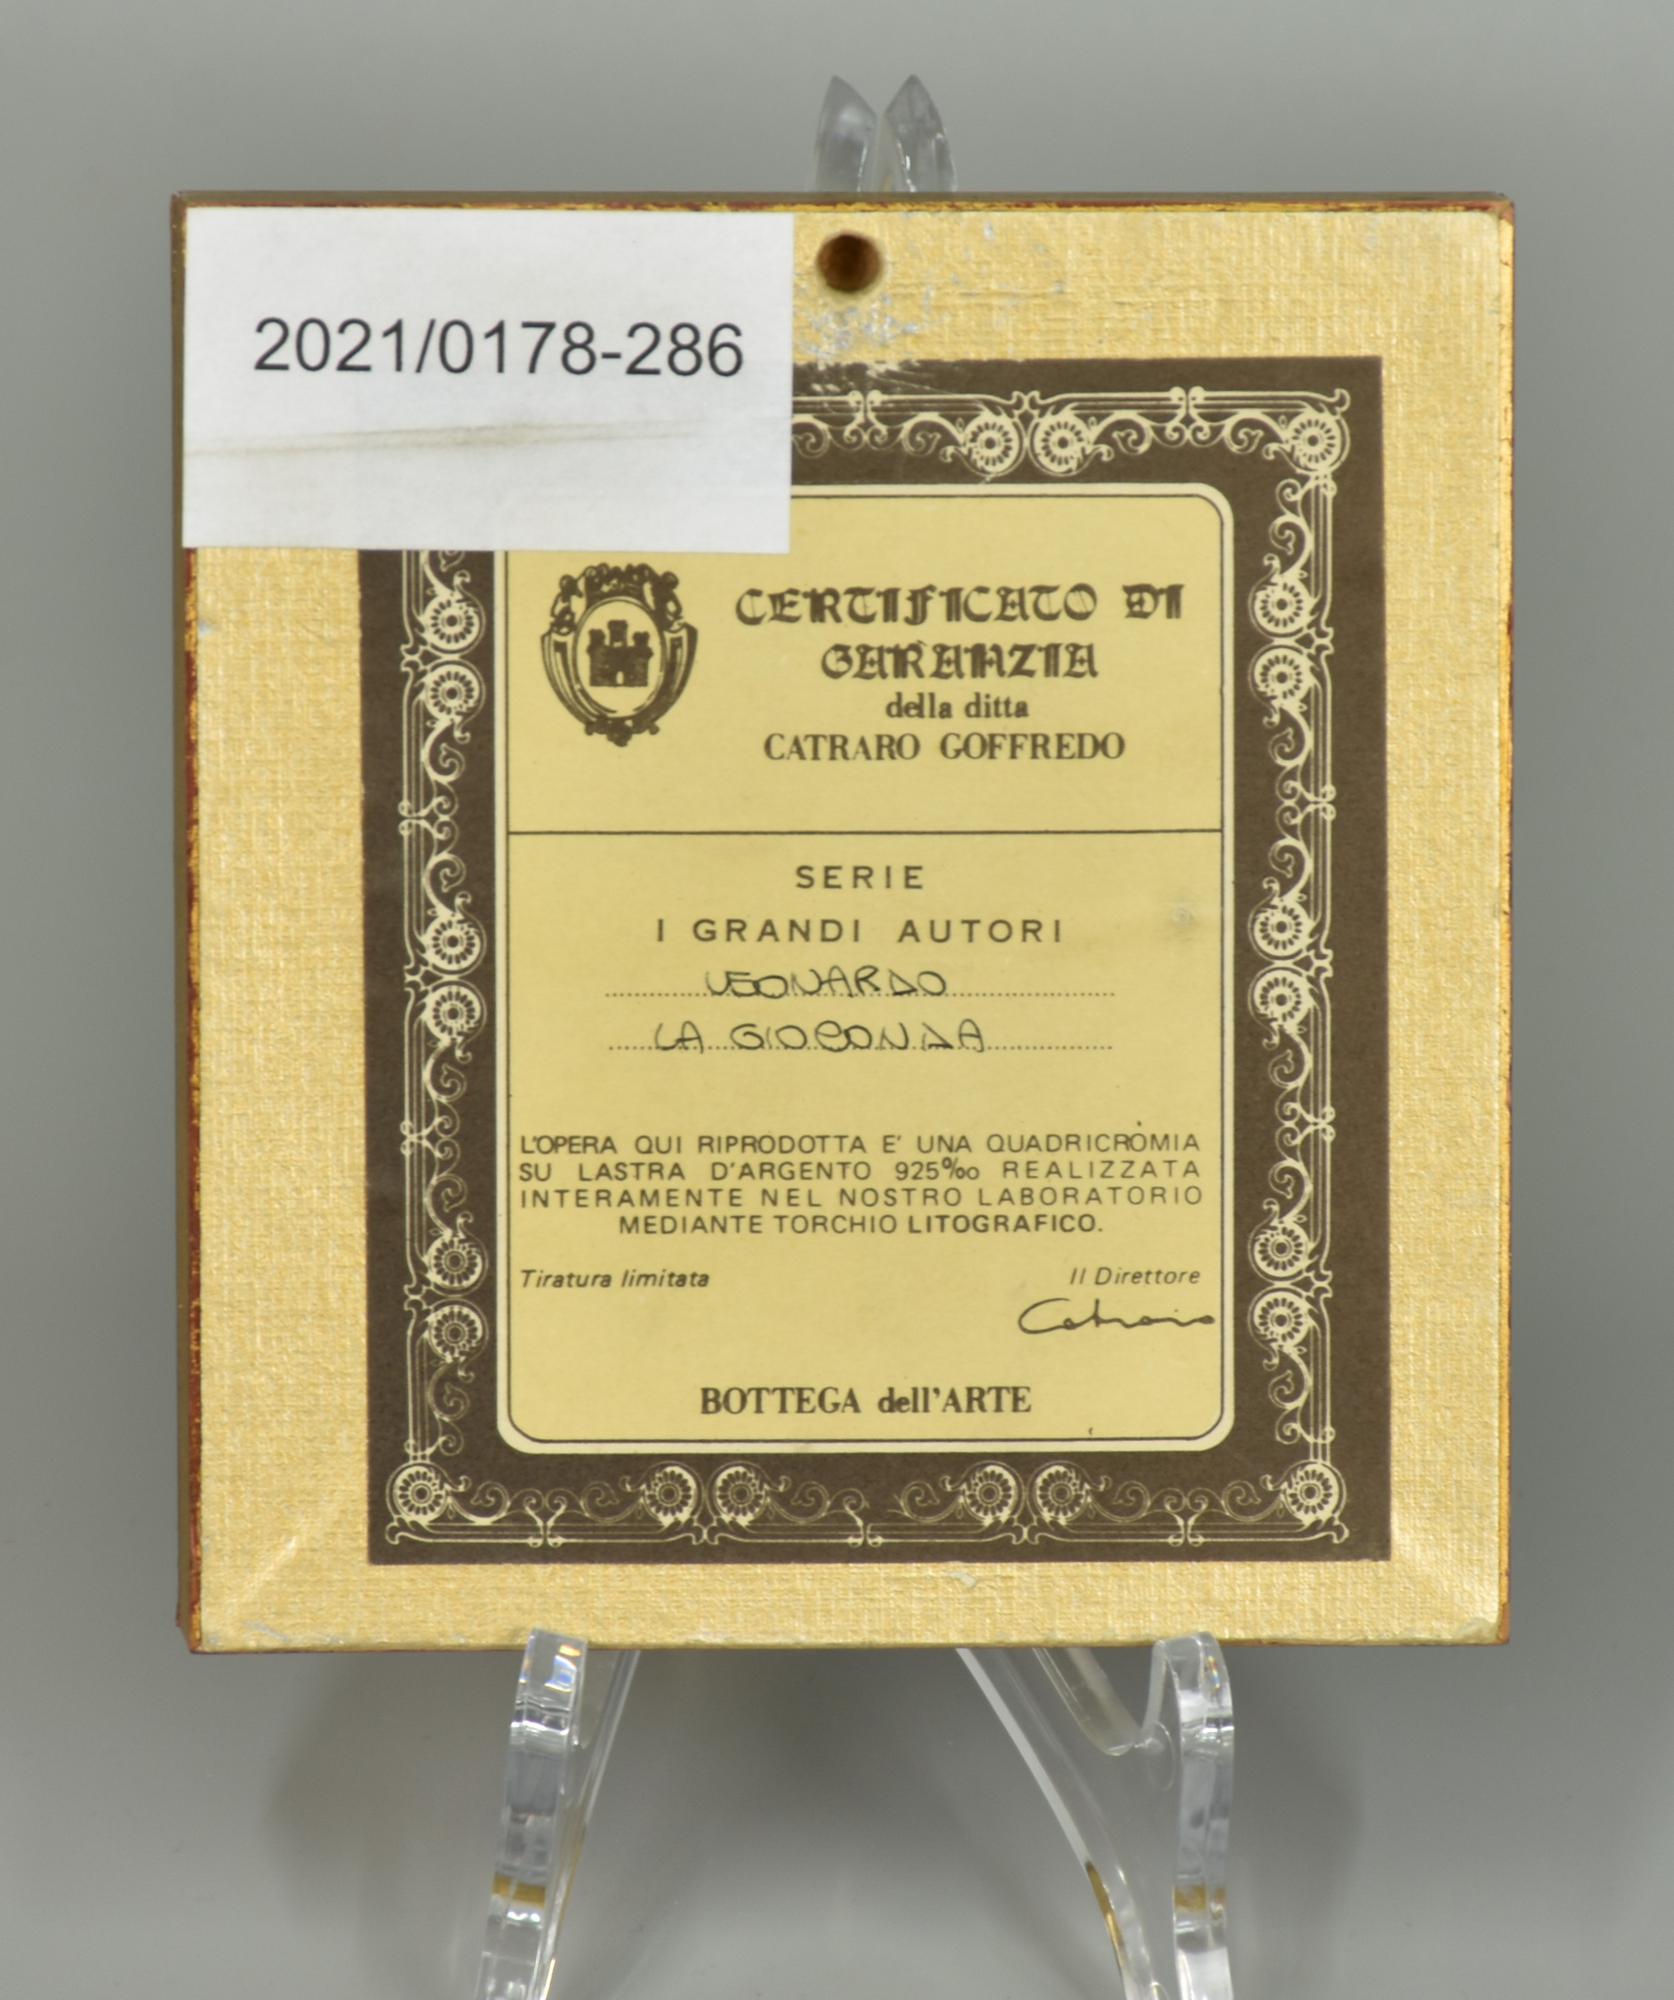 2021/0178-286
CERTIFICATO DI
GARANZIA
della ditta
CATRARO GOFFREDO
SERIE
I GRANDI AUTORI
LEONARDO
LA GIOCONDA
L'OPERA QUI RIPRODOTTA E' UNA QUADRICROMIA
SU LASTRA D'ARGENTO 925‰ REALIZZATA
INTERAMENTE NEL NOSTRO LABORATORIO
MEDIANTE TORCHIO LITOGRAFICO.
Tiratura limitata
Il Direttore
Catraro
BOTTEGA dell'ARTE